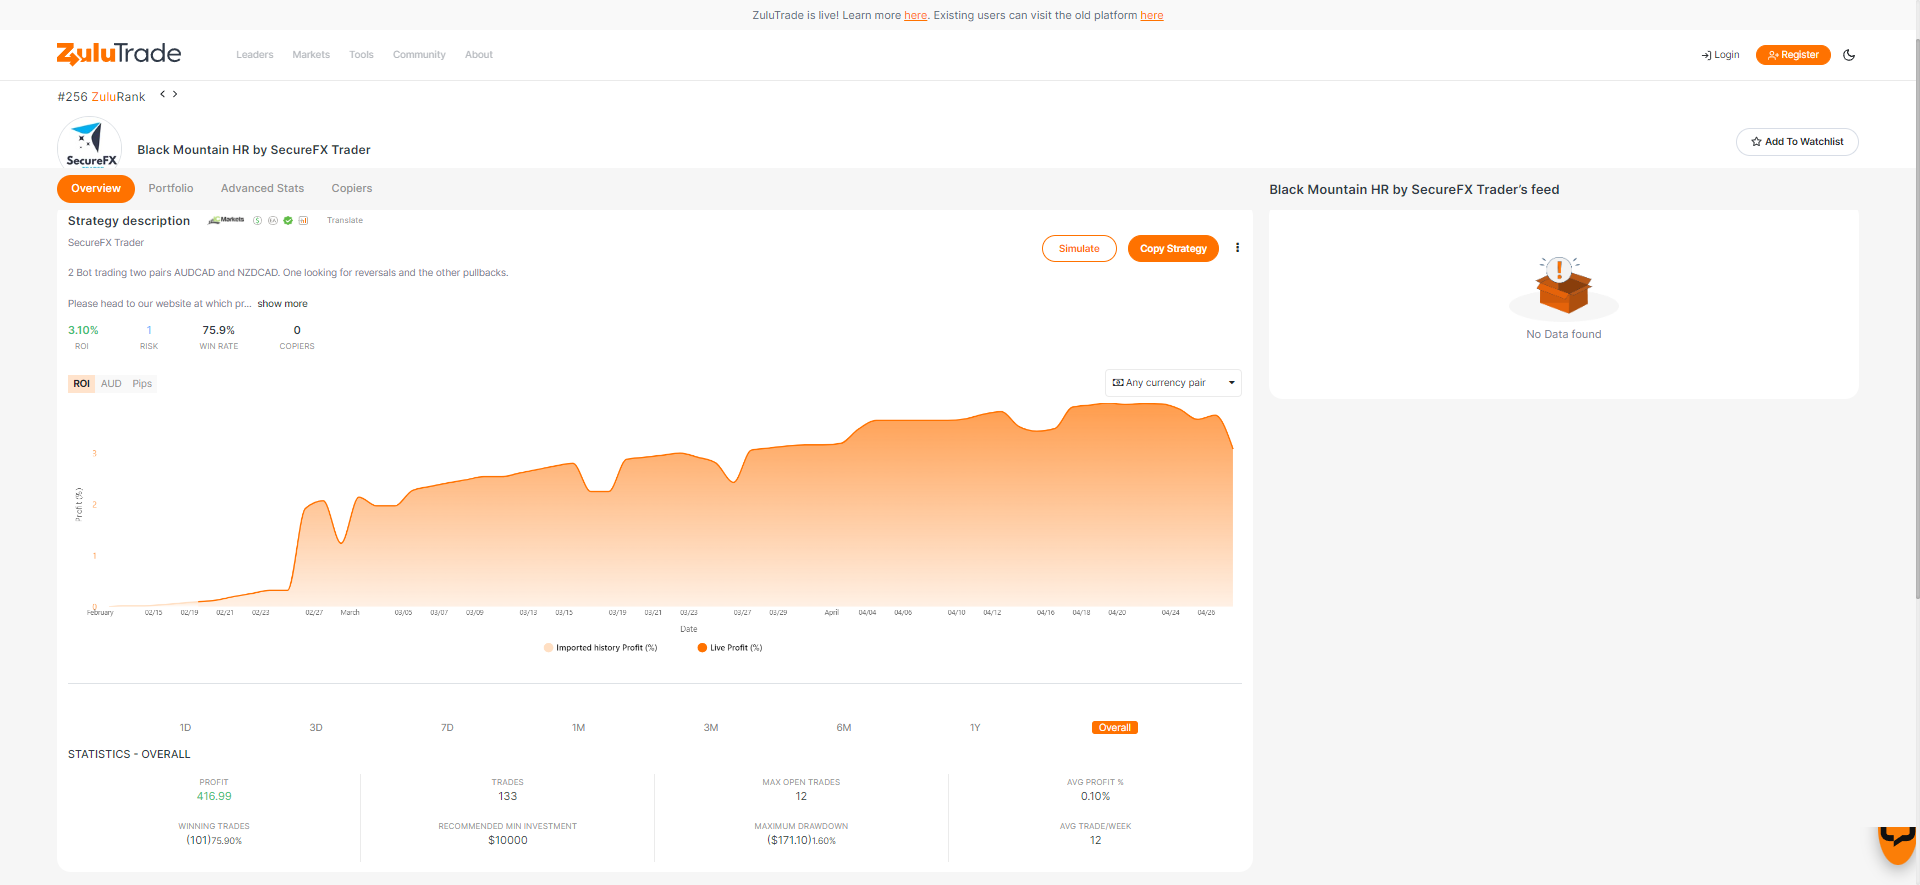 ZuluTrade is live! Learn more here. Existing users can visit the old platform here
ZuluTrade
Leaders Markets Tools Community About
Login Register
#256 ZuluRank
SecureFX
Black Mountain HR by SecureFX Trader
Add To Watchlist
Overview Portfolio Advanced Stats Copiers
Black Mountain HR by SecureFX Trader's feed
Strategy description Markets Translate
SecureFX Trader
Simulate Copy Strategy
2 Bot trading two pairs AUDCAD and NZDCAD. One looking for reversals and the other pullbacks.
Please head to our website at which pr... show more
3.10% 1 75.9% 0
ROI RISK WIN RATE COPIERS
No Data found
ROI AUD Pips
Any currency pair
3
2
1
0
Profit (%)
February 02/15 02/19 02/21 02/23 02/27 March 03/05 03/07 03/09 03/13 03/15 03/19 03/21 03/23 03/27 03/29 April 04/04 04/06 04/10 04/12 04/16 04/18 04/20 04/24 04/26
Date
Imported history Profit (%) Live Profit (%)
1D 3D 7D 1M 3M 6M 1Y Overall
STATISTICS - OVERALL
PROFIT TRADES MAX OPEN TRADES AVG PROFIT %
416.99 133 12 0.10%
WINNING TRADES RECOMMENDED MIN INVESTMENT MAXIMUM DRAWDOWN AVG TRADE/WEEK
(101)75.90% $10000 ($171.10)1.60% 12